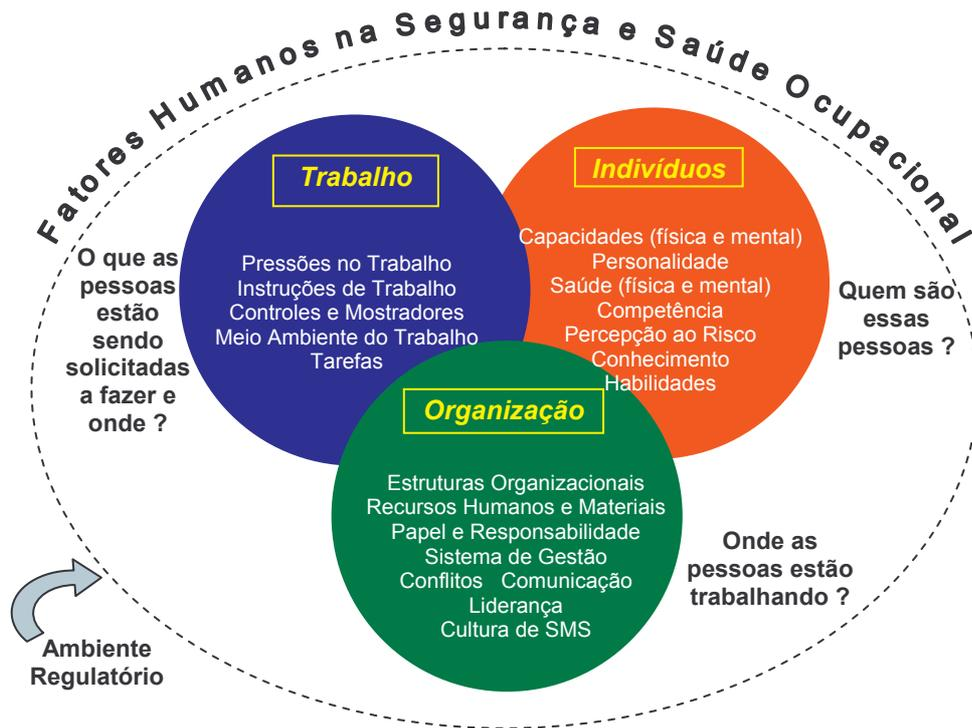 Fatores Humanos na Segurança e Saúde Ocupacional
Trabalho
Pressões no Trabalho
Instruções de Trabalho
Controles e Mostradores
Meio Ambiente do Trabalho
Tarefas
Indivíduos
Capacidades (física e mental)
Personalidade
Saúde (física e mental)
Competência
Percepção ao Risco
Conhecimento
Habilidades
O que as
pessoas
estão
sendo
solicitadas
a fazer e
onde ?
Quem são
essas
pessoas ?
Organização
Estruturas Organizacionais
Recursos Humanos e Materiais
Papel e Responsabilidade
Sistema de Gestão
Conflitos Comunicação
Liderança
Cultura de SMS
Onde as
pessoas estão
trabalhando ?
Ambiente
Regulatório